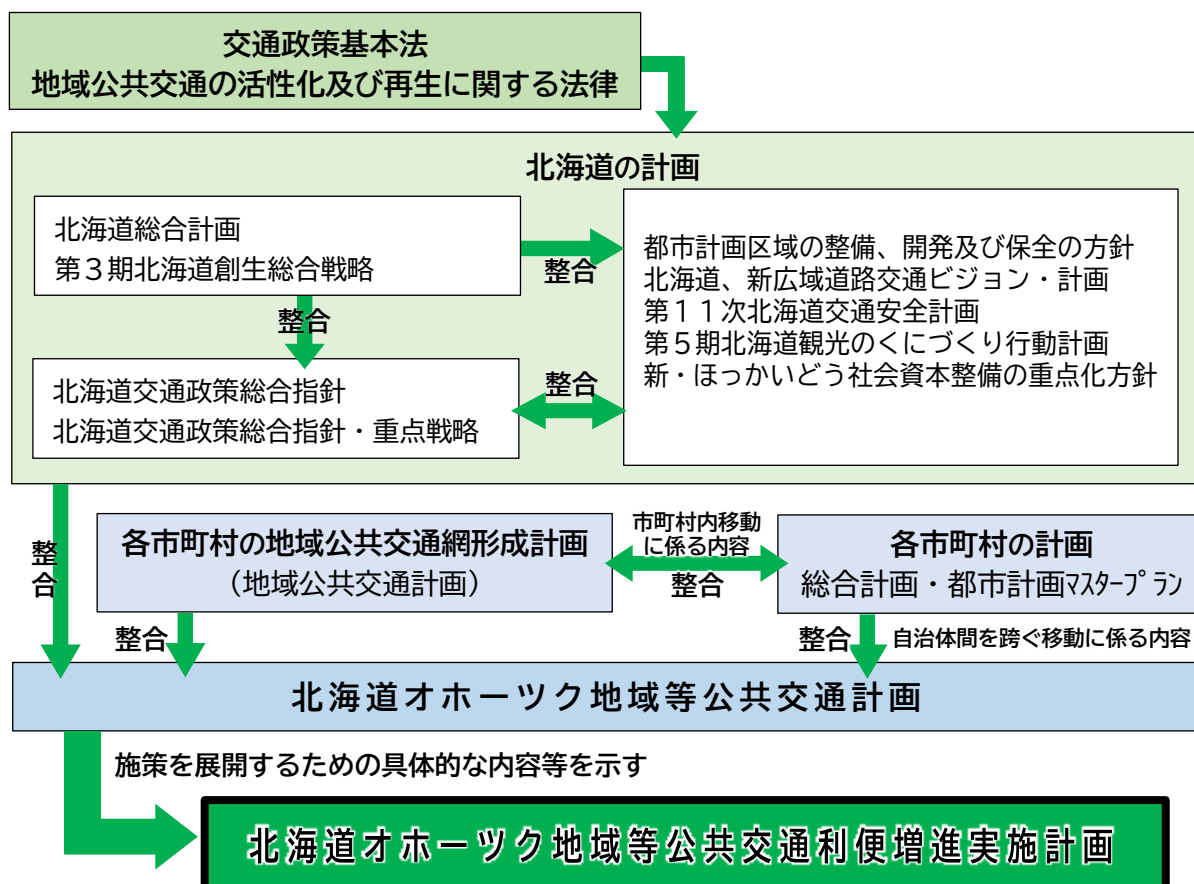 交通政策基本法
地域公共交通の活性化及び再生に関する法律
北海道の計画
北海道総合計画
第3期北海道創生総合戦略
整合
都市計画区域の整備、開発及び保全の方針
北海道、新広域道路交通ビジョン・計画
第11次北海道交通安全計画
第5期北海道観光のくにづくり行動計画
新・ほっかいどう社会資本整備の重点化方針
整合
北海道交通政策総合指針
北海道交通政策総合指針・重点戦略
整合
整合
各市町村の地域公共交通網形成計画
(地域公共交通計画)
市町村内移動
に係る内容
整合
各市町村の計画
総合計画・都市計画マスタープラン
整合
整合
自治体間を跨ぐ移動に係る内容
北海道オホーツク地域等公共交通計画
施策を展開するための具体的な内容等を示す
北海道オホーツク地域等公共交通利便増進実施計画